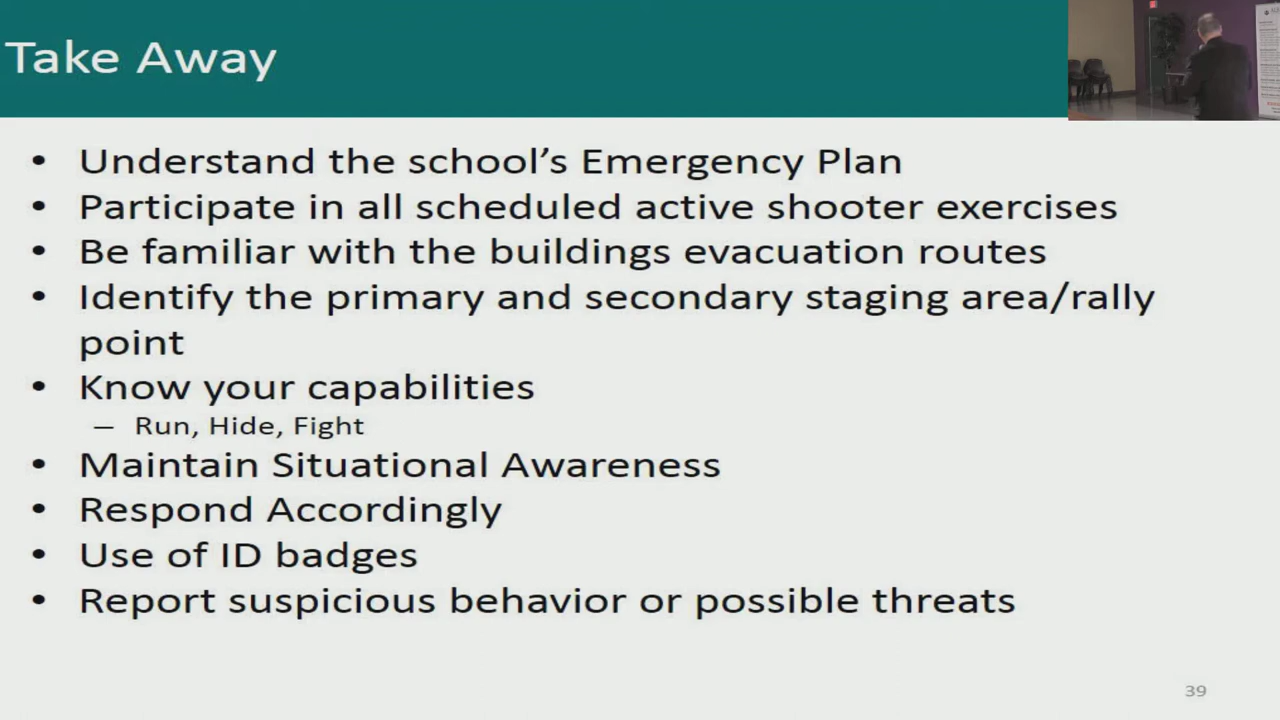 Take Away
• Understand the school's Emergency Plan
• Participate in all scheduled active shooter exercises
• Be familiar with the buildings evacuation routes
• Identify the primary and secondary staging area/rally
point
• Know your capabilities
– Run, Hide, Fight
• Maintain Situational Awareness
• Respond Accordingly
• Use of ID badges
• Report suspicious behavior or possible threats
39